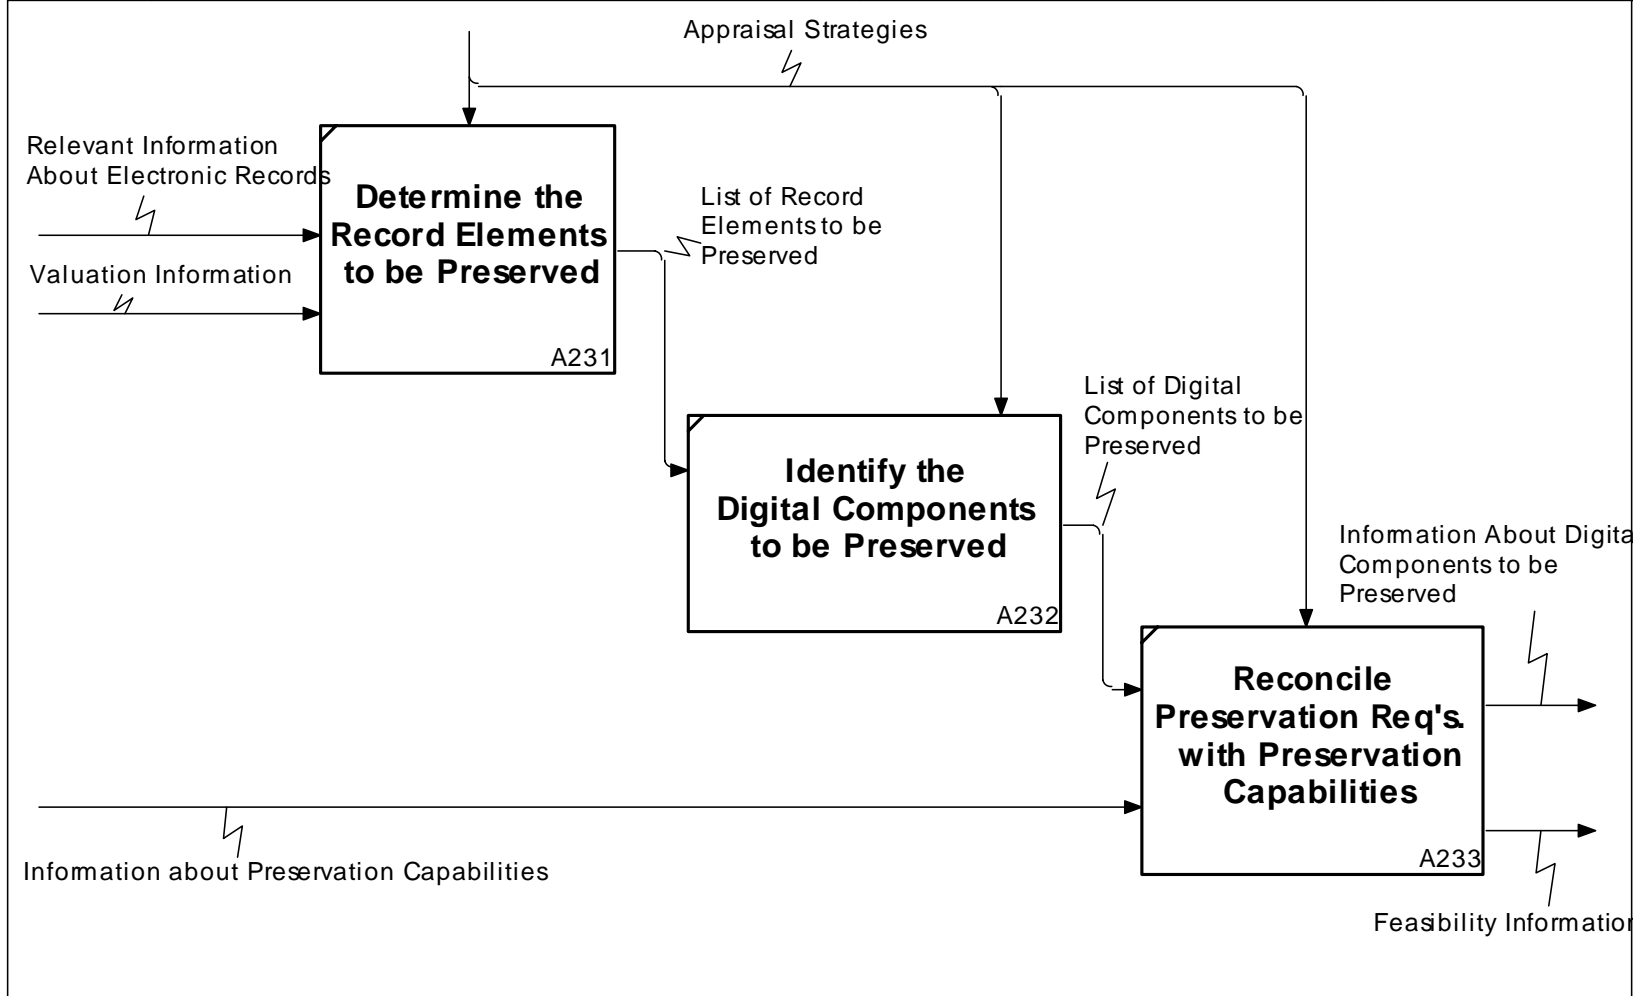 Appraisal Strategies
Relevant Information
About Electronic Records
Valuation Information
Determine the
Record Elements
to be Preserved
A231
List of Record
Elements to be
Preserved
Identify the
Digital Components
to be Preserved
A232
List of Digital
Components to be
Preserved
Information About Digita
Components to be
Preserved
Reconcile
Preservation Req's.
with Preservation
Capabilities
A233
Information about Preservation Capabilities
Feasibility Information